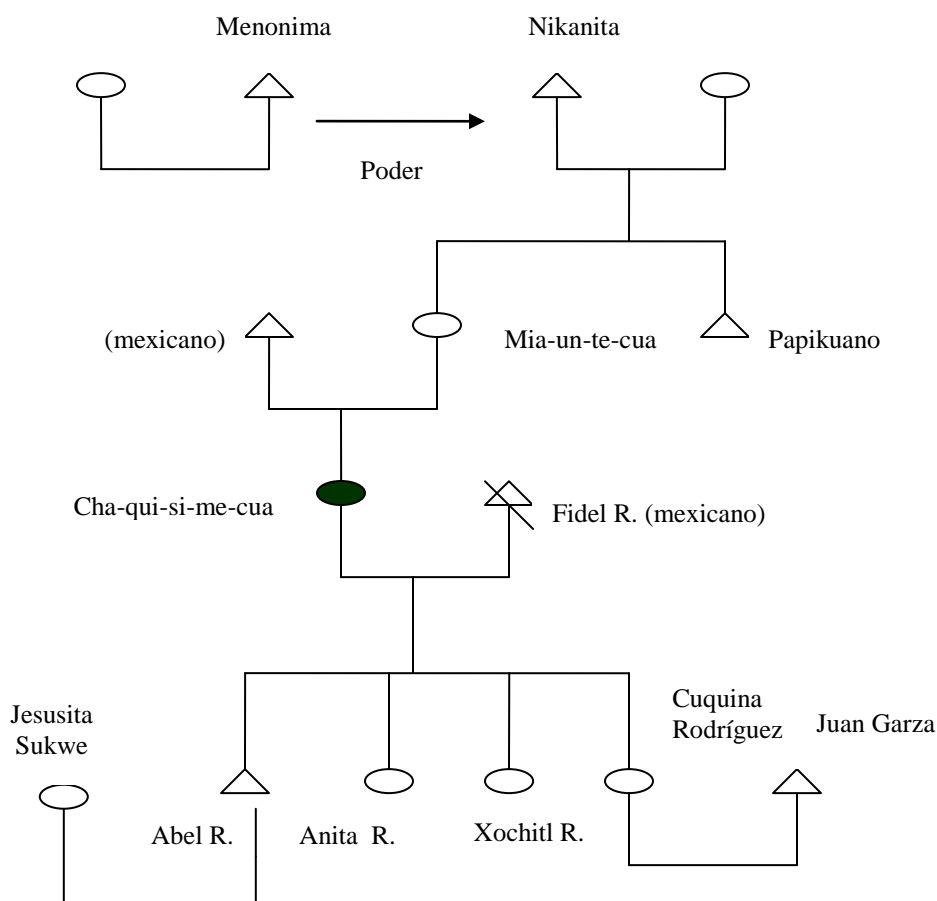 Menonima
Nikanita
Poder
(mexicano)
Mia-un-te-cua
Papikuano
Cha-qui-si-me-cua
Fidel R. (mexicano)
Jesusita
Sukwe
Cuquina
Rodríguez
Juan Garza
Abel R.
Anita R.
Xochitl R.